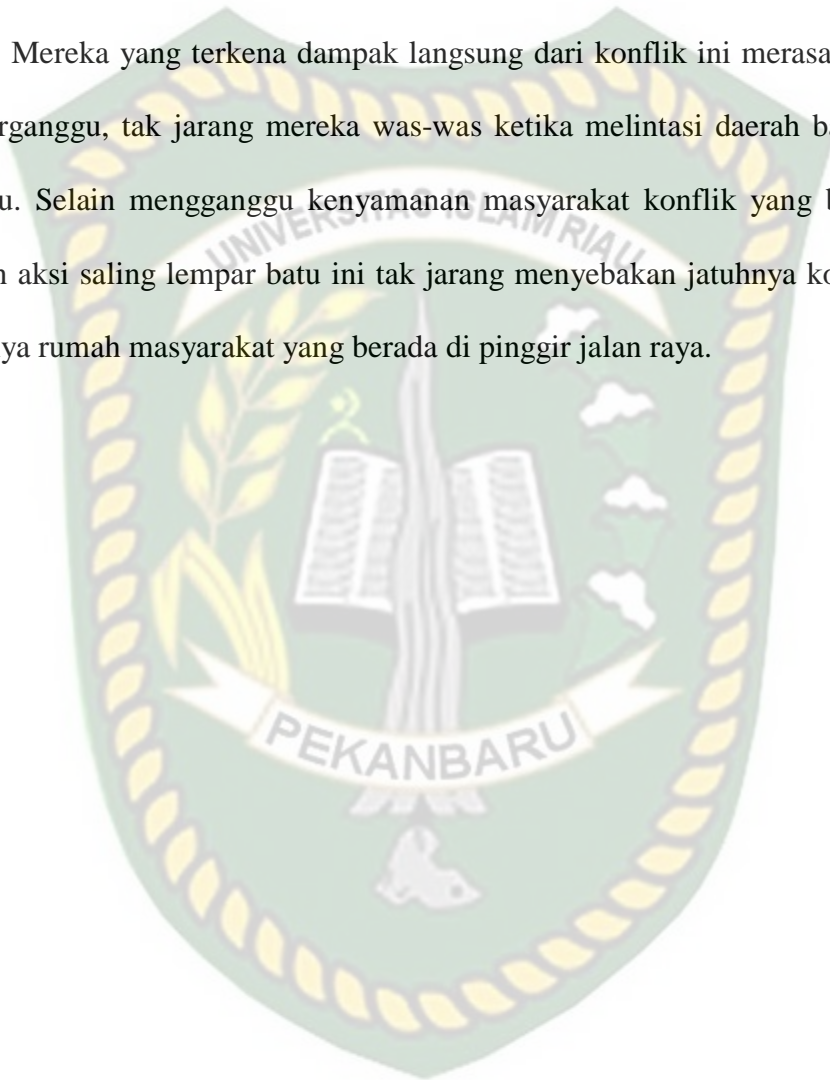 Mereka yang terkena dampak langsung dari konflik ini merasa
rganggu, tak jarang mereka was-was ketika melintasi daerah ba
u. Selain mengganggu kenyamanan masyarakat konflik yang b
n aksi saling lempar batu ini tak jarang menyebakan jatuhnya ko
ya rumah masyarakat yang berada di pinggir jalan raya.
UNIVERSITAS ISLAM RIAU
PEKANBARU